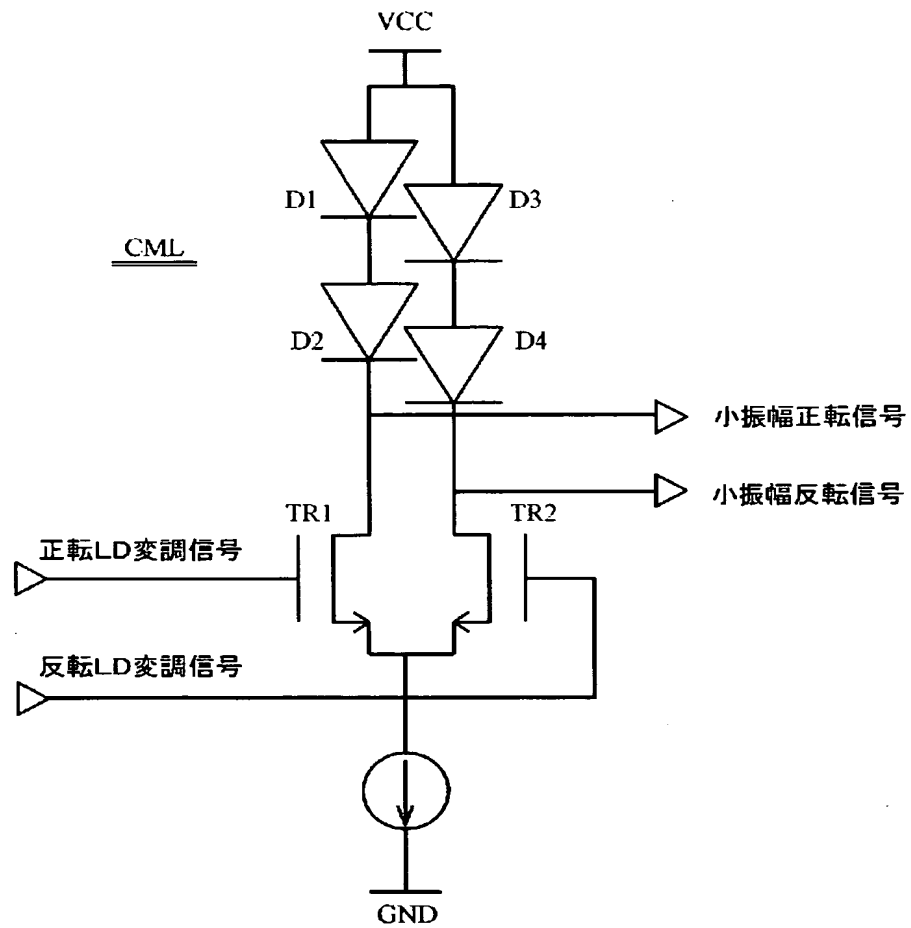 VCC
D1
D3
CML
D2
D4
小振幅正転信号
小振幅反転信号
TR1
TR2
正転LD変調信号
反転LD変調信号
GND